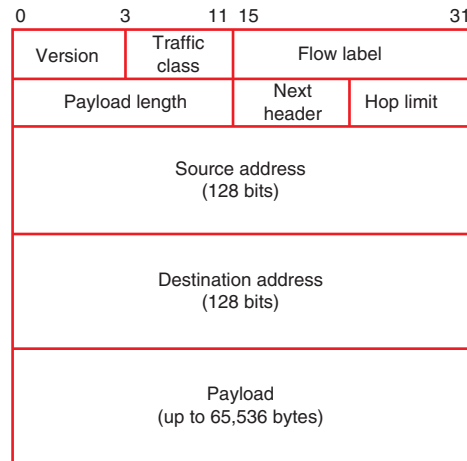 0 3 11 15 31
Version Traffic class Flow label
Payload length Next header Hop limit
Source address
(128 bits)
Destination address
(128 bits)
Payload
(up to 65,536 bytes)